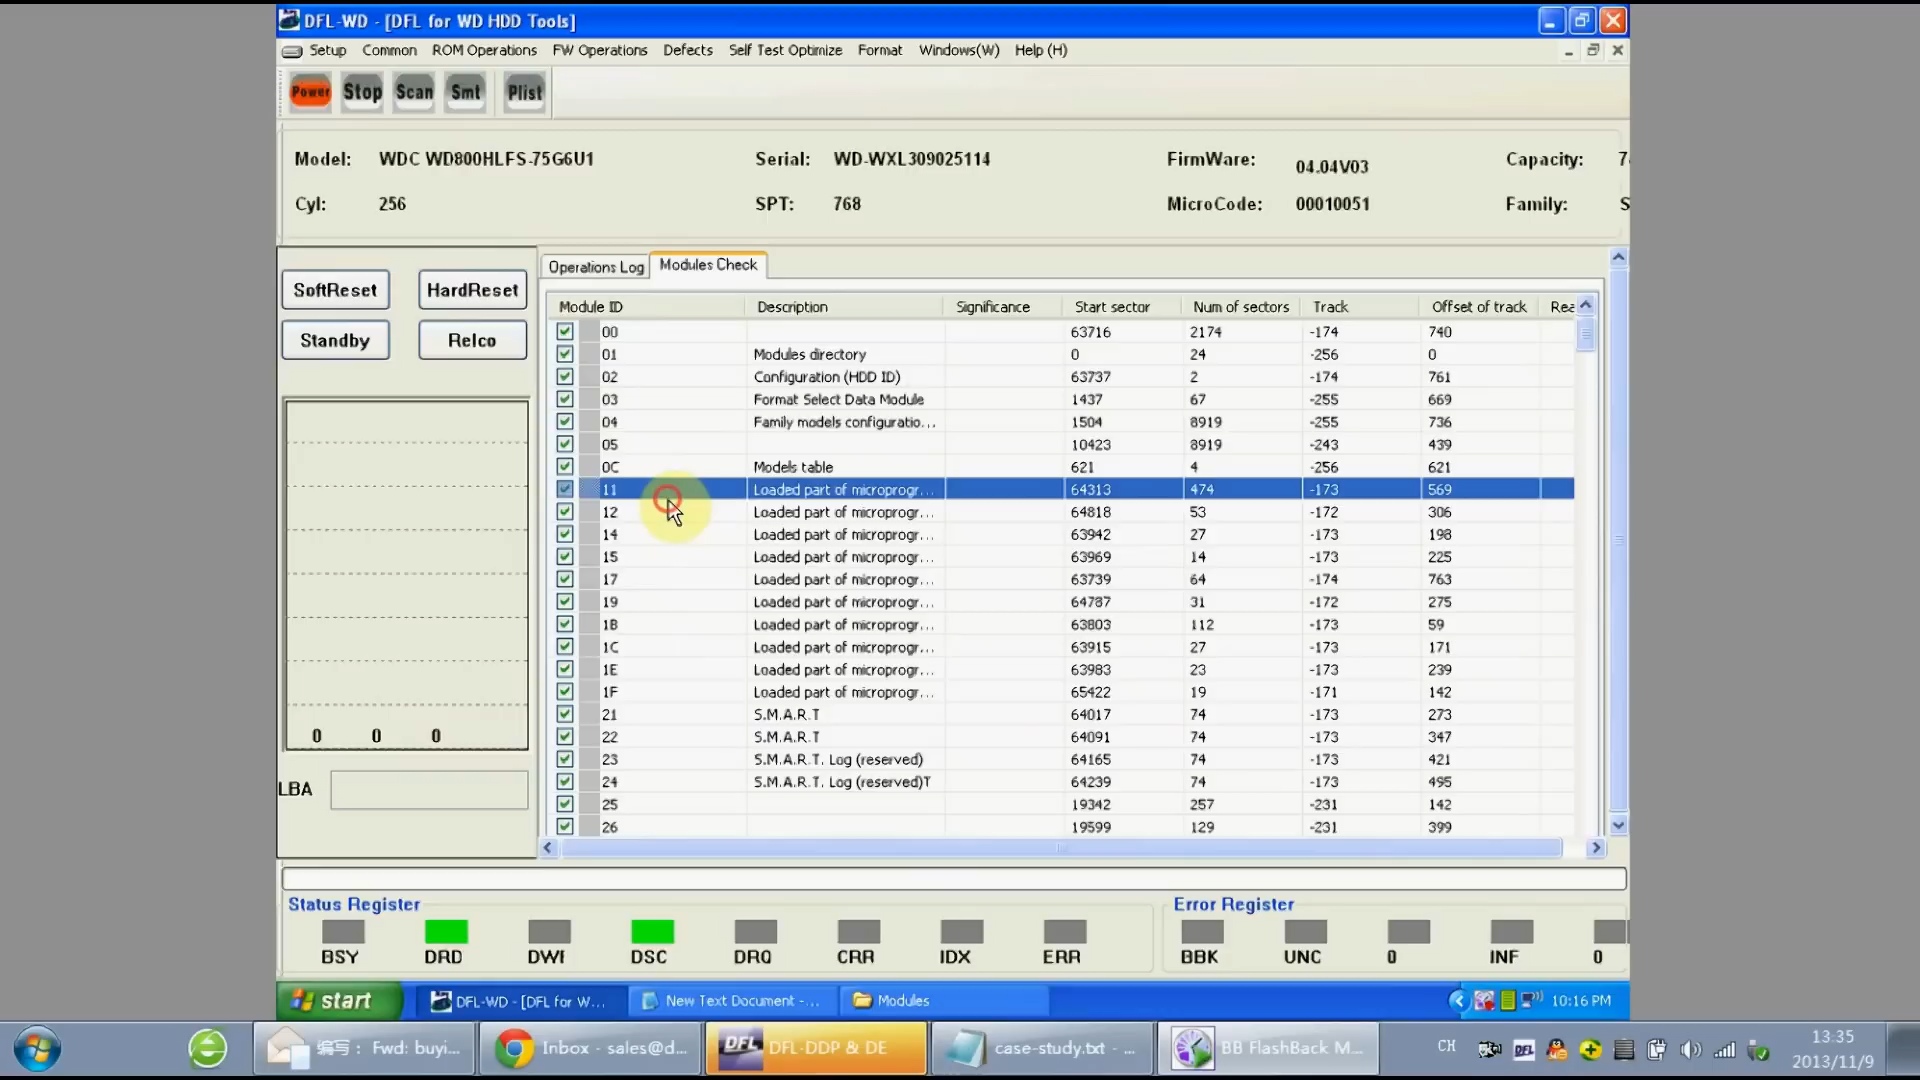 DFL-WD - [DFL for WD HDD Tools]
Setup Common ROM Operations FW Operations Defects Self Test Optimize Format Windows(W) Help (H)
Power Stop Scan Smt Plist
Model: WDC WD800HLFS-75G6U1 Serial: WD-WXL309025114 FirmWare: 04.04V03 Capacity: 7
Cyl: 256 SPT: 768 MicroCode: 00010051 Family: S
SoftReset HardReset
Standby Relco
0 0 0
LBA
Operations Log Modules Check
Module ID Description Significance Start sector Num of sectors Track Offset of track Rea
00 63716 2174 -174 740
01 Modules directory 0 24 -256 0
02 Configuration (HDD ID) 63737 2 -174 761
03 Format Select Data Module 1437 67 -255 669
04 Family models configuratio... 1504 8919 -255 736
05 10423 8919 -243 439
0C Models table 621 4 -256 621
11 Loaded part of microprogr... 64313 474 -173 569
12 Loaded part of microprogr... 64818 53 -172 306
14 Loaded part of microprogr... 63942 27 -173 198
15 Loaded part of microprogr... 63969 14 -173 225
17 Loaded part of microprogr... 63739 64 -174 763
19 Loaded part of microprogr... 64787 31 -172 275
1B Loaded part of microprogr... 63803 112 -173 59
1C Loaded part of microprogr... 63915 27 -173 171
1E Loaded part of microprogr... 63983 23 -173 239
1F Loaded part of microprogr... 65422 19 -171 142
21 S.M.A.R.T 64017 74 -173 273
22 S.M.A.R.T 64091 74 -173 347
23 S.M.A.R.T. Log (reserved) 64165 74 -173 421
24 S.M.A.R.T. Log (reserved)T 64239 74 -173 495
25 19342 257 -231 142
26 19599 129 -231 399
Status Register Error Register
BSY DRD DWF DSC DRQ CRR IDX ERR BBK UNC 0 INF 0
start DFL-WD - [DFL for W... New Text Document -... Modules 10:16 PM
编写： Fwd: buyi... Inbox - sales@d... DFL DFL-DDP & DE case-study.txt - ... BB FlashBack M... CH DFL 13:35
2013/11/9